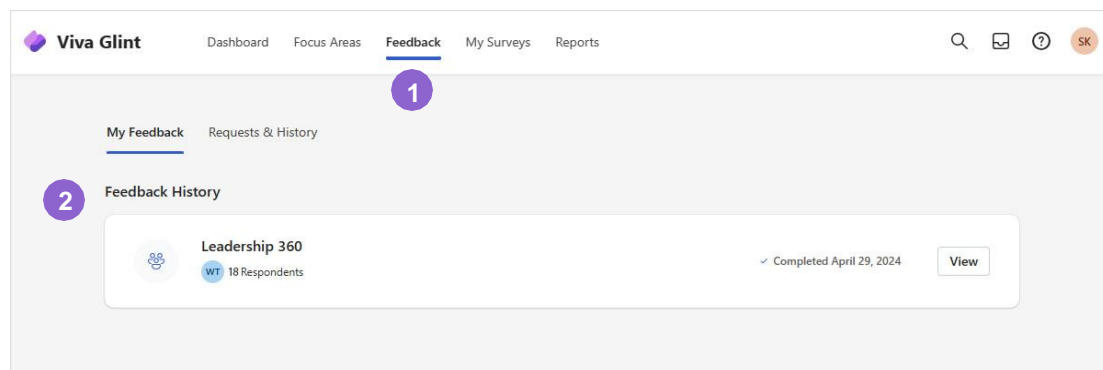 Viva Glint Dashboard Focus Areas Feedback My Surveys Reports SK
1
My Feedback Requests & History
2 Feedback History
Leadership 360
WT 18 Respondents
Completed April 29, 2024 View